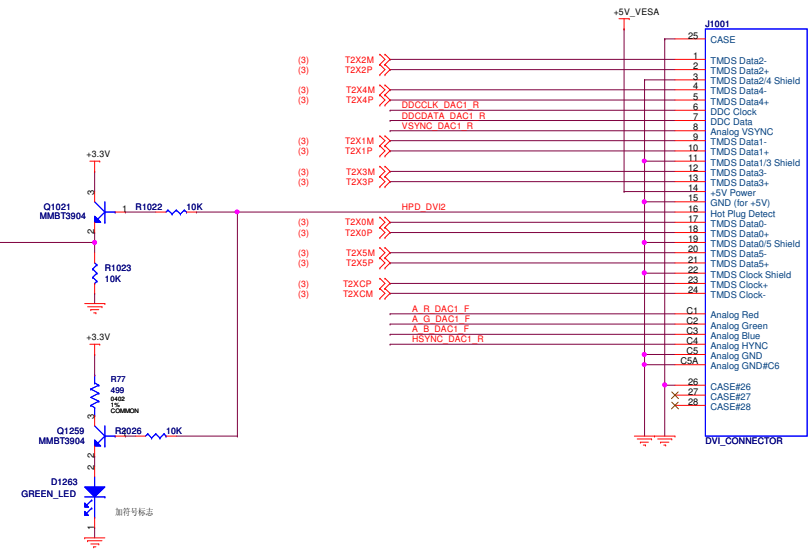 +5V_VESA
J1001
25 CASE
(3) T2X2M 1 TMDS Data2-
(3) T2X2P 2 TMDS Data2+
3 TMDS Data2/4 Shield
(3) T2X4M 4 TMDS Data4-
(3) T2X4P 5 TMDS Data4+
DDCCLK_DAC1_R 6 DDC Clock
DDCDATA_DAC1_R 7 DDC Data
VSYNC_DAC1_R 8 Analog VSYNC
(3) T2X1M 9 TMDS Data1-
(3) T2X1P 10 TMDS Data1+
11 TMDS Data1/3 Shield
(3) T2X3M 12 TMDS Data3-
(3) T2X3P 13 TMDS Data3+
14 +5V Power
15 GND (for +5V)
HPD_DVI2 16 Hot Plug Detect
(3) T2X0M 17 TMDS Data0-
(3) T2X0P 18 TMDS Data0+
19 TMDS Data0/5 Shield
(3) T2X5M 20 TMDS Data5-
(3) T2X5P 21 TMDS Data5+
22 TMDS Clock Shield
(3) T2XCP 23 TMDS Clock+
(3) T2XCM 24 TMDS Clock-
A_R_DAC1_F C1 Analog Red
A_G_DAC1_F C2 Analog Green
A_B_DAC1_F C3 Analog Blue
HSYNC_DAC1_R C4 Analog HYNC
C5 Analog GND
C5A Analog GND#C6
26 CASE#26
27 CASE#27
28 CASE#28
DVI_CONNECTOR
+3.3V
3
Q1021
MMBT3904
1 R1022 10K
2
R1023
10K
+3.3V
R77
499
0402
1%
COMMON
3
Q1259
MMBT3904
R2026 10K
2
2
D1263
GREEN_LED
加符号标志
1